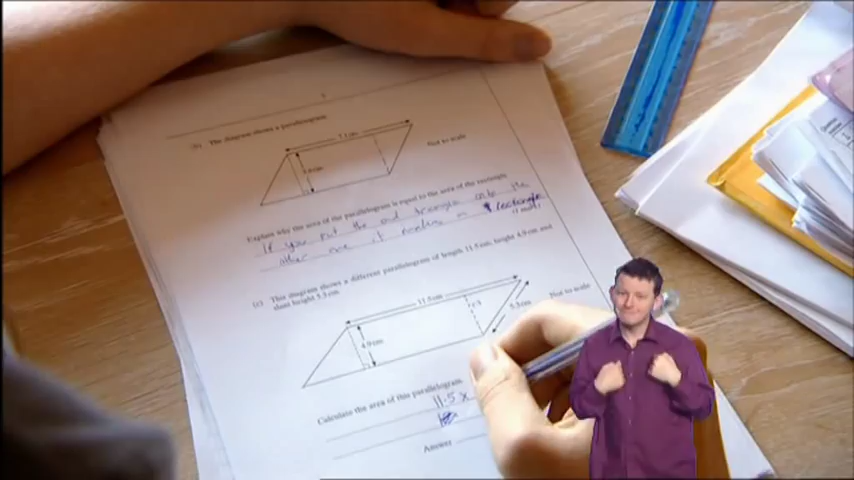 (b) The diagram shows a parallelogram.
7.1cm
Not to scale
Explain why the area of the parallelogram is equal to the area of the rectangle.
If you put the end triangle onto the
other one it makes a rectangle
(c) This diagram shows a different parallelogram of length 11.5cm, height 4.9cm and
slant height 5.3cm
11.5cm
Not to scale
5.3cm
4.9cm
Calculate the area of this parallelogram
11.5 x
Answer